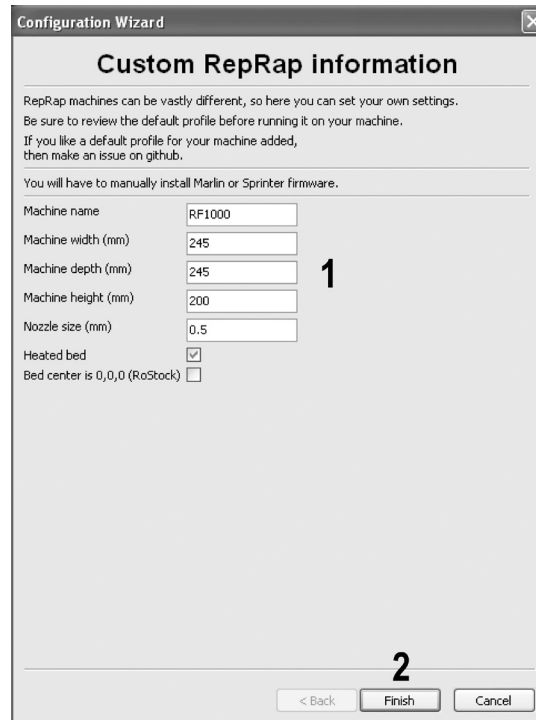 Configuration Wizard
Custom RepRap information
RepRap machines can be vastly different, so here you can set your own settings.
Be sure to review the default profile before running it on your machine.
If you like a default profile for your machine added,
then make an issue on github.
You will have to manually install Marlin or Sprinter firmware.
Machine name RF1000
Machine width (mm) 245
Machine depth (mm) 245
1
Machine height (mm) 200
Nozzle size (mm) 0.5
Heated bed
Bed center is 0,0,0 (RoStock)
2
< Back Finish Cancel